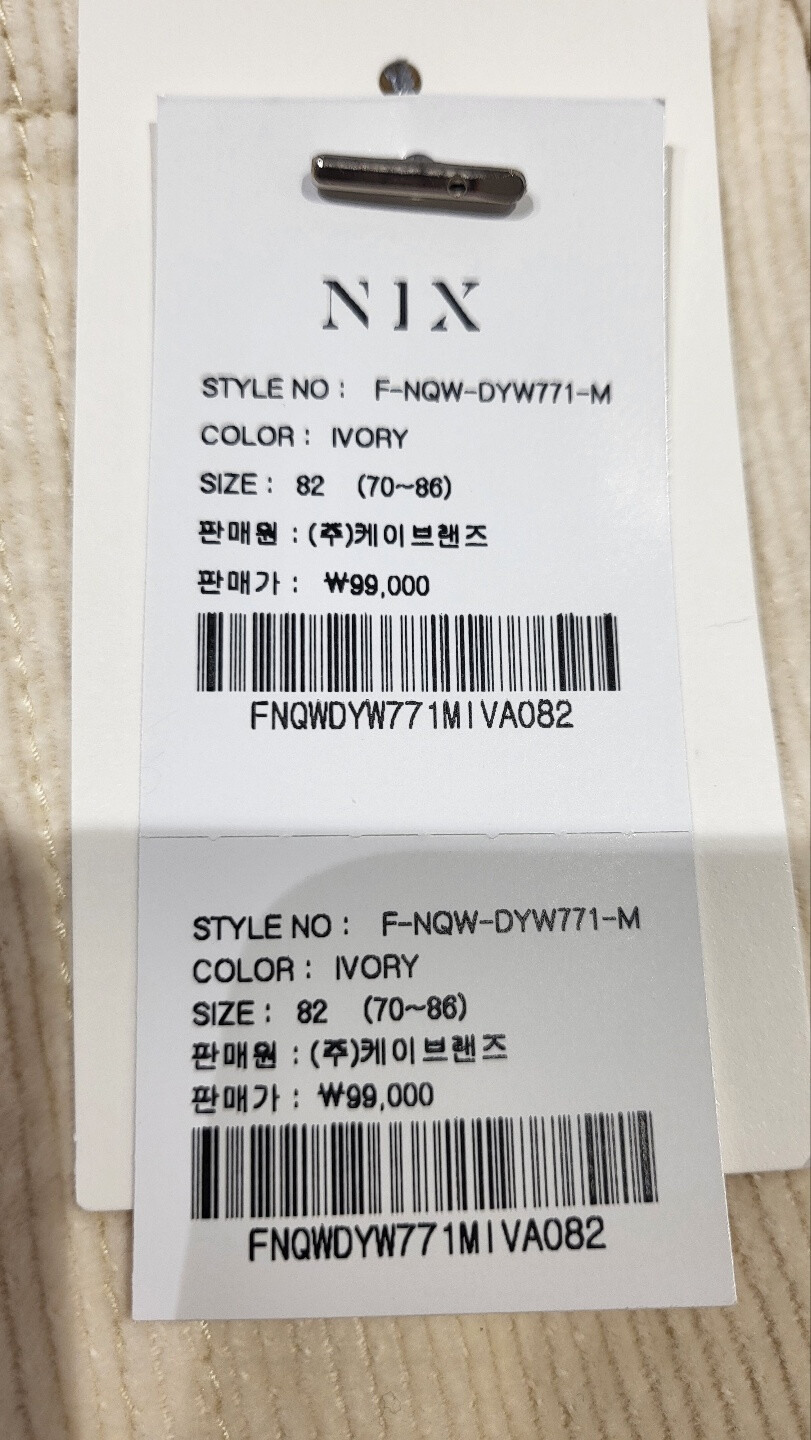 NIX
STYLE NO : F-NQW-DYW771-M
COLOR : IVORY
SIZE : 82 (70~86)
판매원 : (주)케이브랜즈
판매가 : ₩99,000
FNQWDYW771MIVA082
STYLE NO : F-NQW-DYW771-M
COLOR : IVORY
SIZE : 82 (70~86)
판매원 : (주)케이브랜즈
판매가 : ₩99,000
FNQWDYW771MIVA082